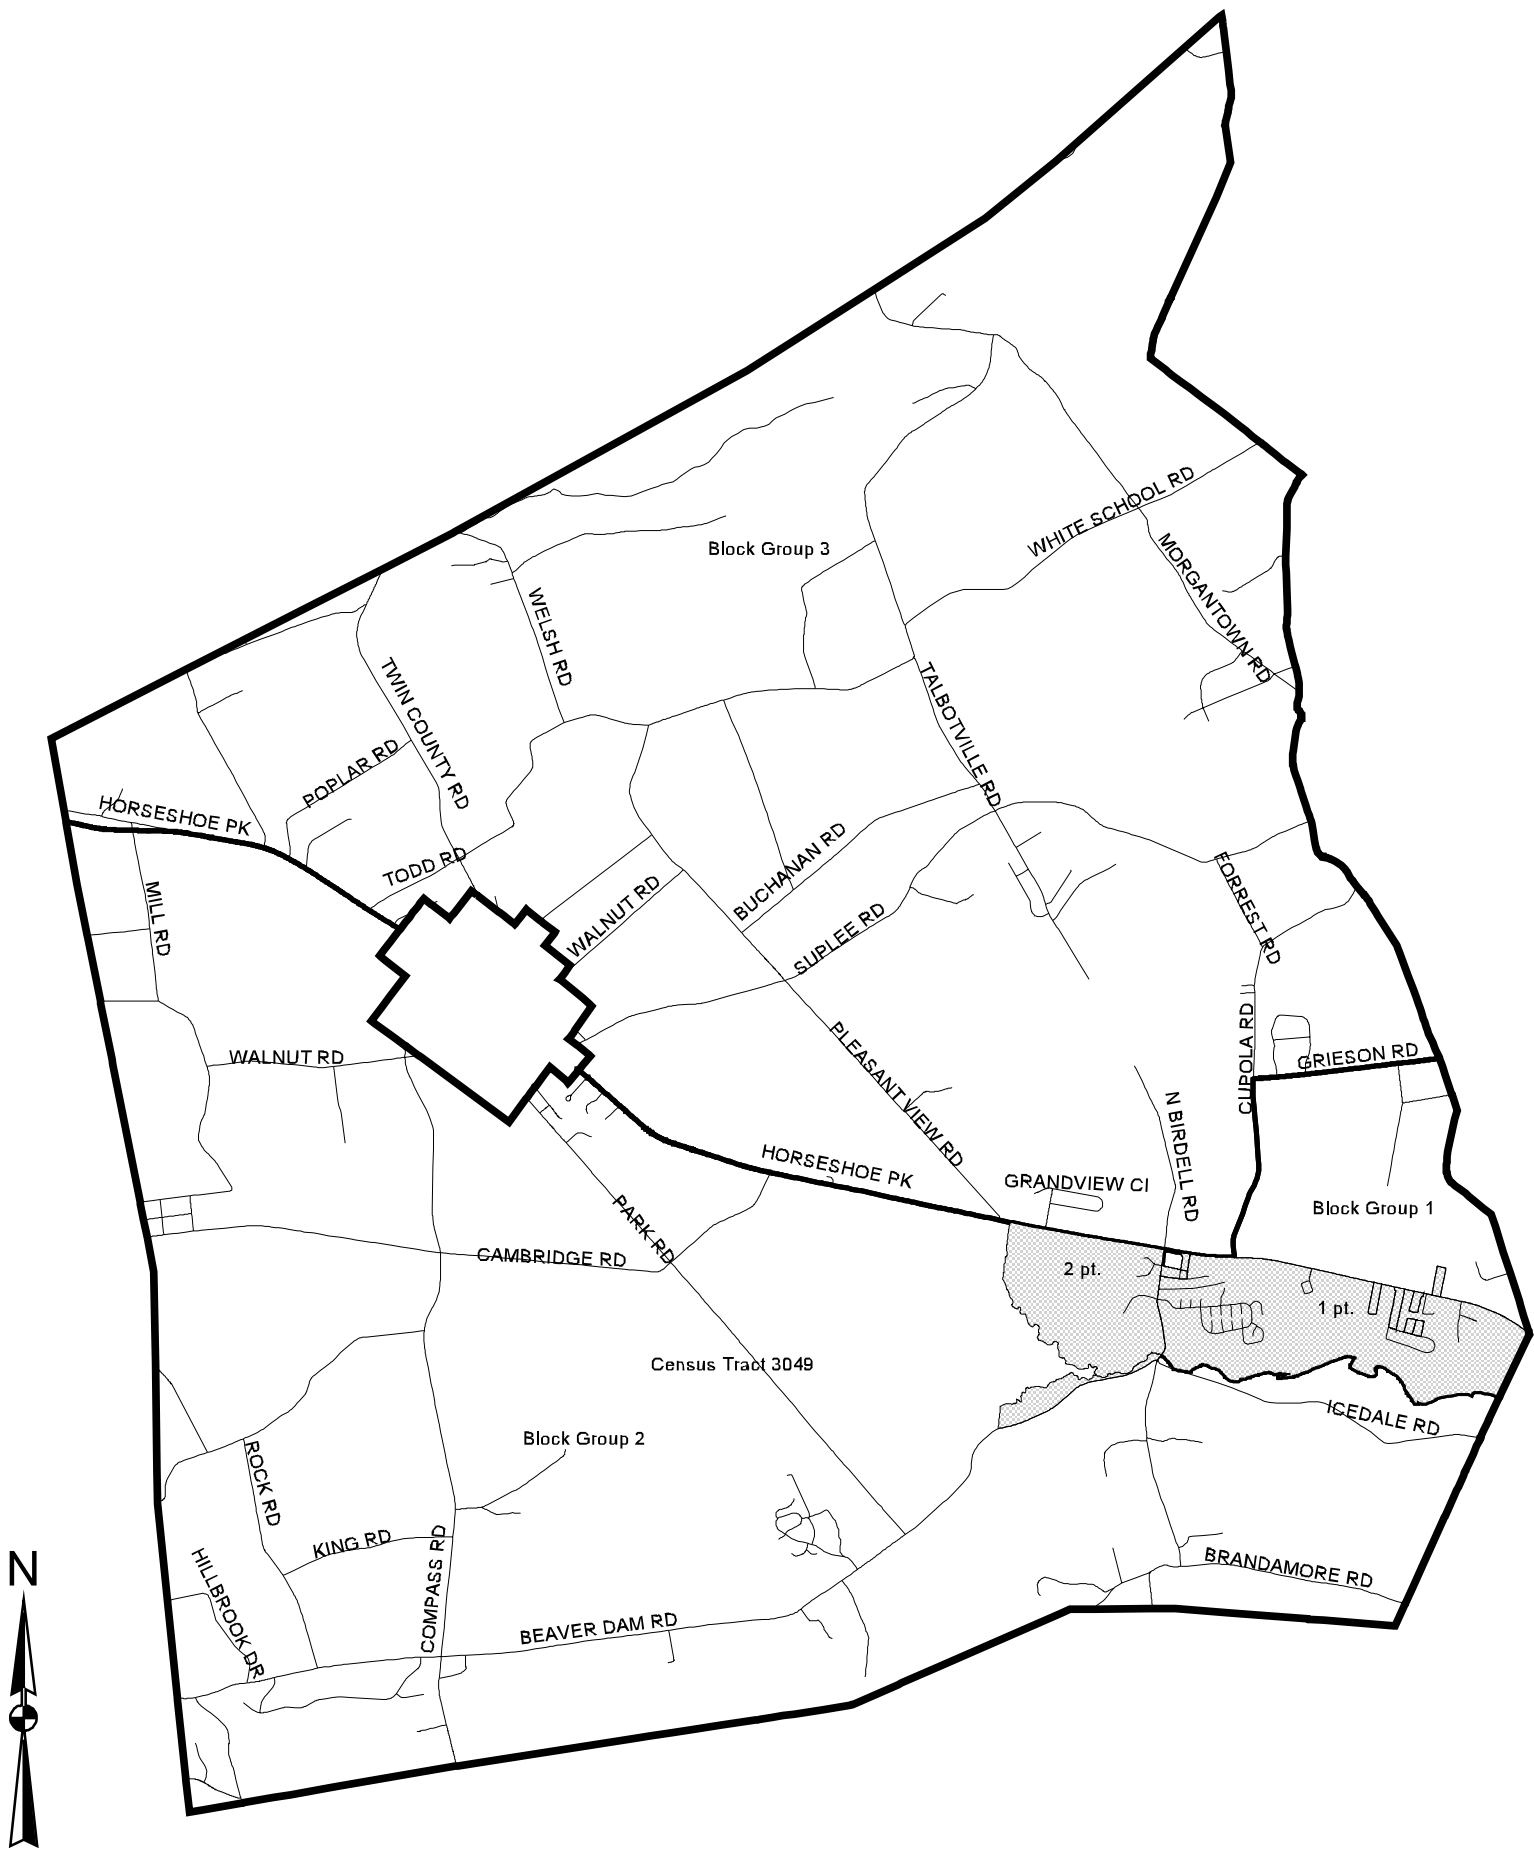 WHITE SCHOOL RD
Block Group 3
MORGANTOWN RD
WELSH RD
TWIN COUNTY RD
TALBOTVILLE RD
POPLAR RD
HORSESHOE PK
TODD RD
BUCHANAN RD
FORREST RD
MILL RD
WALNUT RD
SUPLEE RD
CUPOLA RD
PLEASANT VIEW RD
GRIESON RD
WALNUT RD
N BIRDELL RD
HORSESHOE PK
GRANDVIEW CI
PARK RD
Block Group 1
CAMBRIDGE RD
2 pt.
1 pt.
Census Tract 3049
ICEDALE RD
Block Group 2
ROCK RD
KING RD
COMPASS RD
N
HILLBROOK DR
BRANDAMORE RD
BEAVER DAM RD